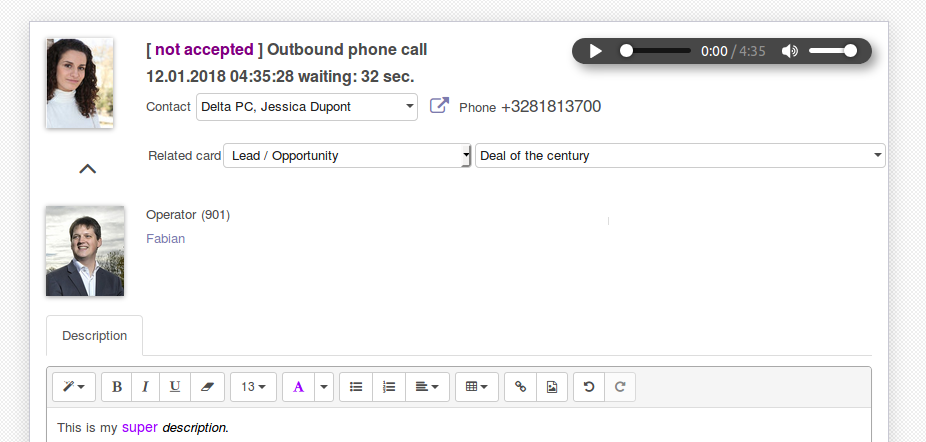 [ not accepted ] Outbound phone call
0:00 / 4:35
12.01.2018 04:35:28 waiting: 32 sec.
Contact Delta PC, Jessica Dupont Phone +3281813700
Related card Lead / Opportunity Deal of the century
Operator (901)
Fabian
Description
B I U 13 A
This is my super description.